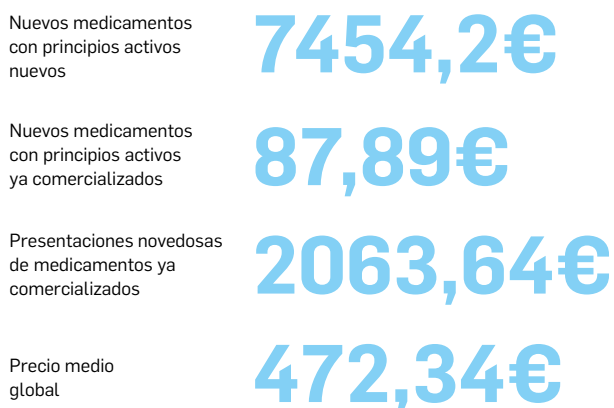 Nuevos medicamentos
con principios activos
nuevos
7454,2€
Nuevos medicamentos
con principios activos
ya comercializados
87,89€
Presentaciones novedosas
de medicamentos ya
comercializados
2063,64€
Precio medio
global
472,34€